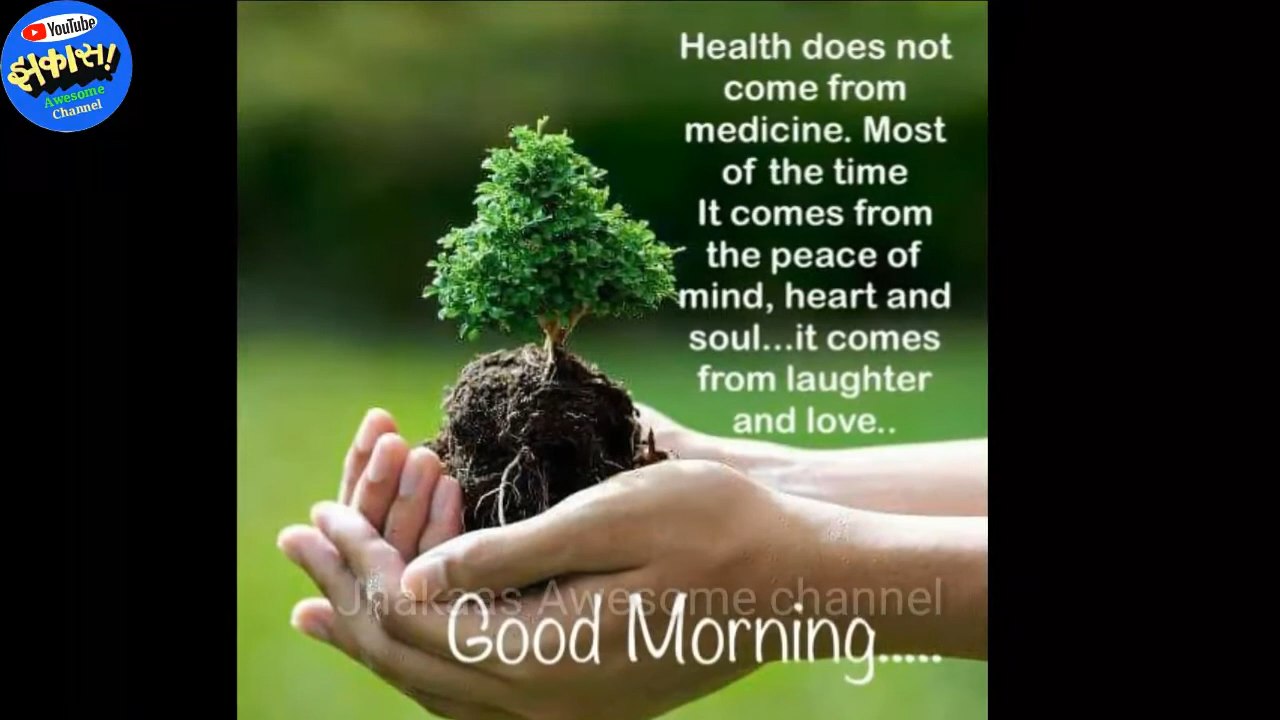 YouTube
झकास!
Awesome
Channel
Health does not
come from
medicine. Most
of the time
It comes from
the peace of
mind, heart and
soul...it comes
from laughter
and love..
Jhakaas Awesome channel
Good Morning.....